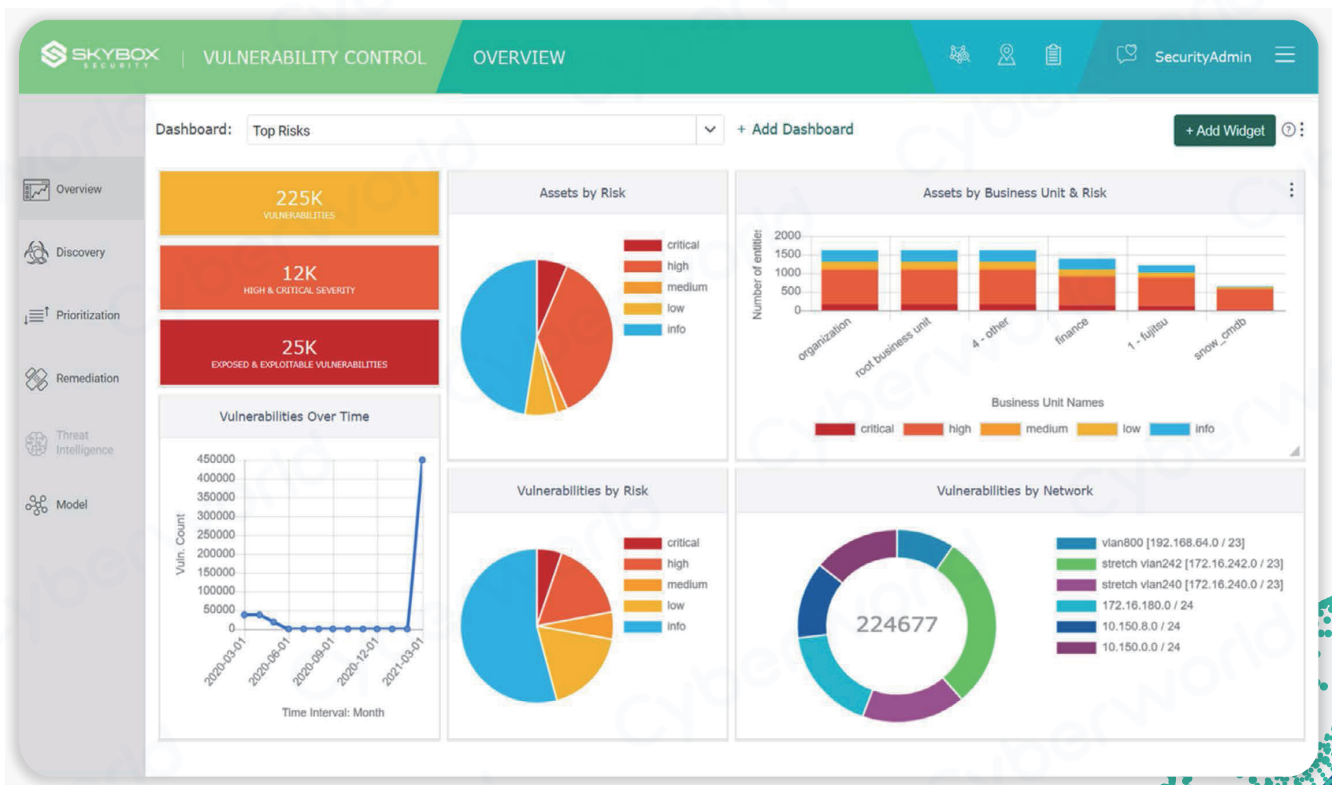 SKYBOX
SECURITY
VULNERABILITY CONTROL
OVERVIEW
SecurityAdmin
Dashboard:
Top Risks
+ Add Dashboard
+ Add Widget
?
Overview
Discovery
Prioritization
Remediation
Threat
Intelligence
Model
225K
VULNERABILITIES
12K
HIGH & CRITICAL SEVERITY
25K
EXPOSED & EXPLOITABLE VULNERABILITIES
Assets by Risk
critical
high
medium
low
info
Assets by Business Unit & Risk
Number of entities
2000
1500
1000
500
0
organization
root business unit
4 - other
finance
1 - fujitsu
snow_cmdb
Business Unit Names
critical
high
medium
low
info
Vulnerabilities Over Time
Vuln. Count
450000
400000
350000
300000
250000
200000
150000
100000
50000
0
2020-03-01
2020-06-01
2020-09-01
2020-12-01
2021-03-01
Time Interval: Month
Vulnerabilities by Risk
critical
high
medium
low
info
Vulnerabilities by Network
224677
vlan800 [192.168.64.0 / 23]
stretch vlan242 [172.16.242.0 / 23]
stretch vlan240 [172.16.240.0 / 23]
172.16.180.0 / 24
10.150.8.0 / 24
10.150.0.0 / 24
Cyberworld